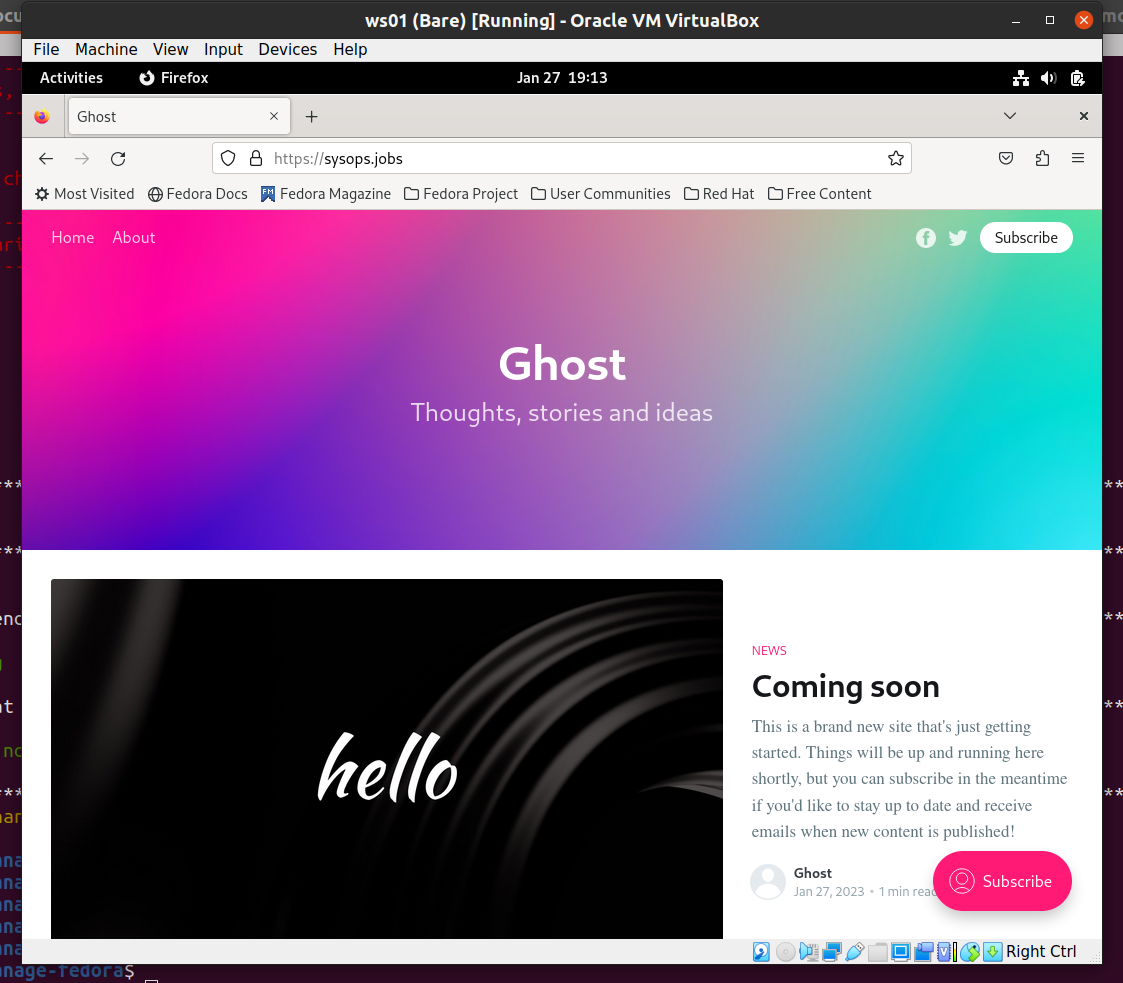 ws01 (Bare) [Running] - Oracle VM VirtualBox
File Machine View Input Devices Help
Activities Firefox Jan 27 19:13
Ghost
https://sysops.jobs
Most Visited Fedora Docs Fedora Magazine Fedora Project User Communities Red Hat Free Content
Home About Subscribe
Ghost
Thoughts, stories and ideas
hello
NEWS
Coming soon
This is a brand new site that's just getting
started. Things will be up and running here
shortly, but you can subscribe in the meantime
if you'd like to stay up to date and receive
emails when new content is published!
Ghost
Jan 27, 2023 • 1 min read
Subscribe
Right Ctrl
nage-fedora$